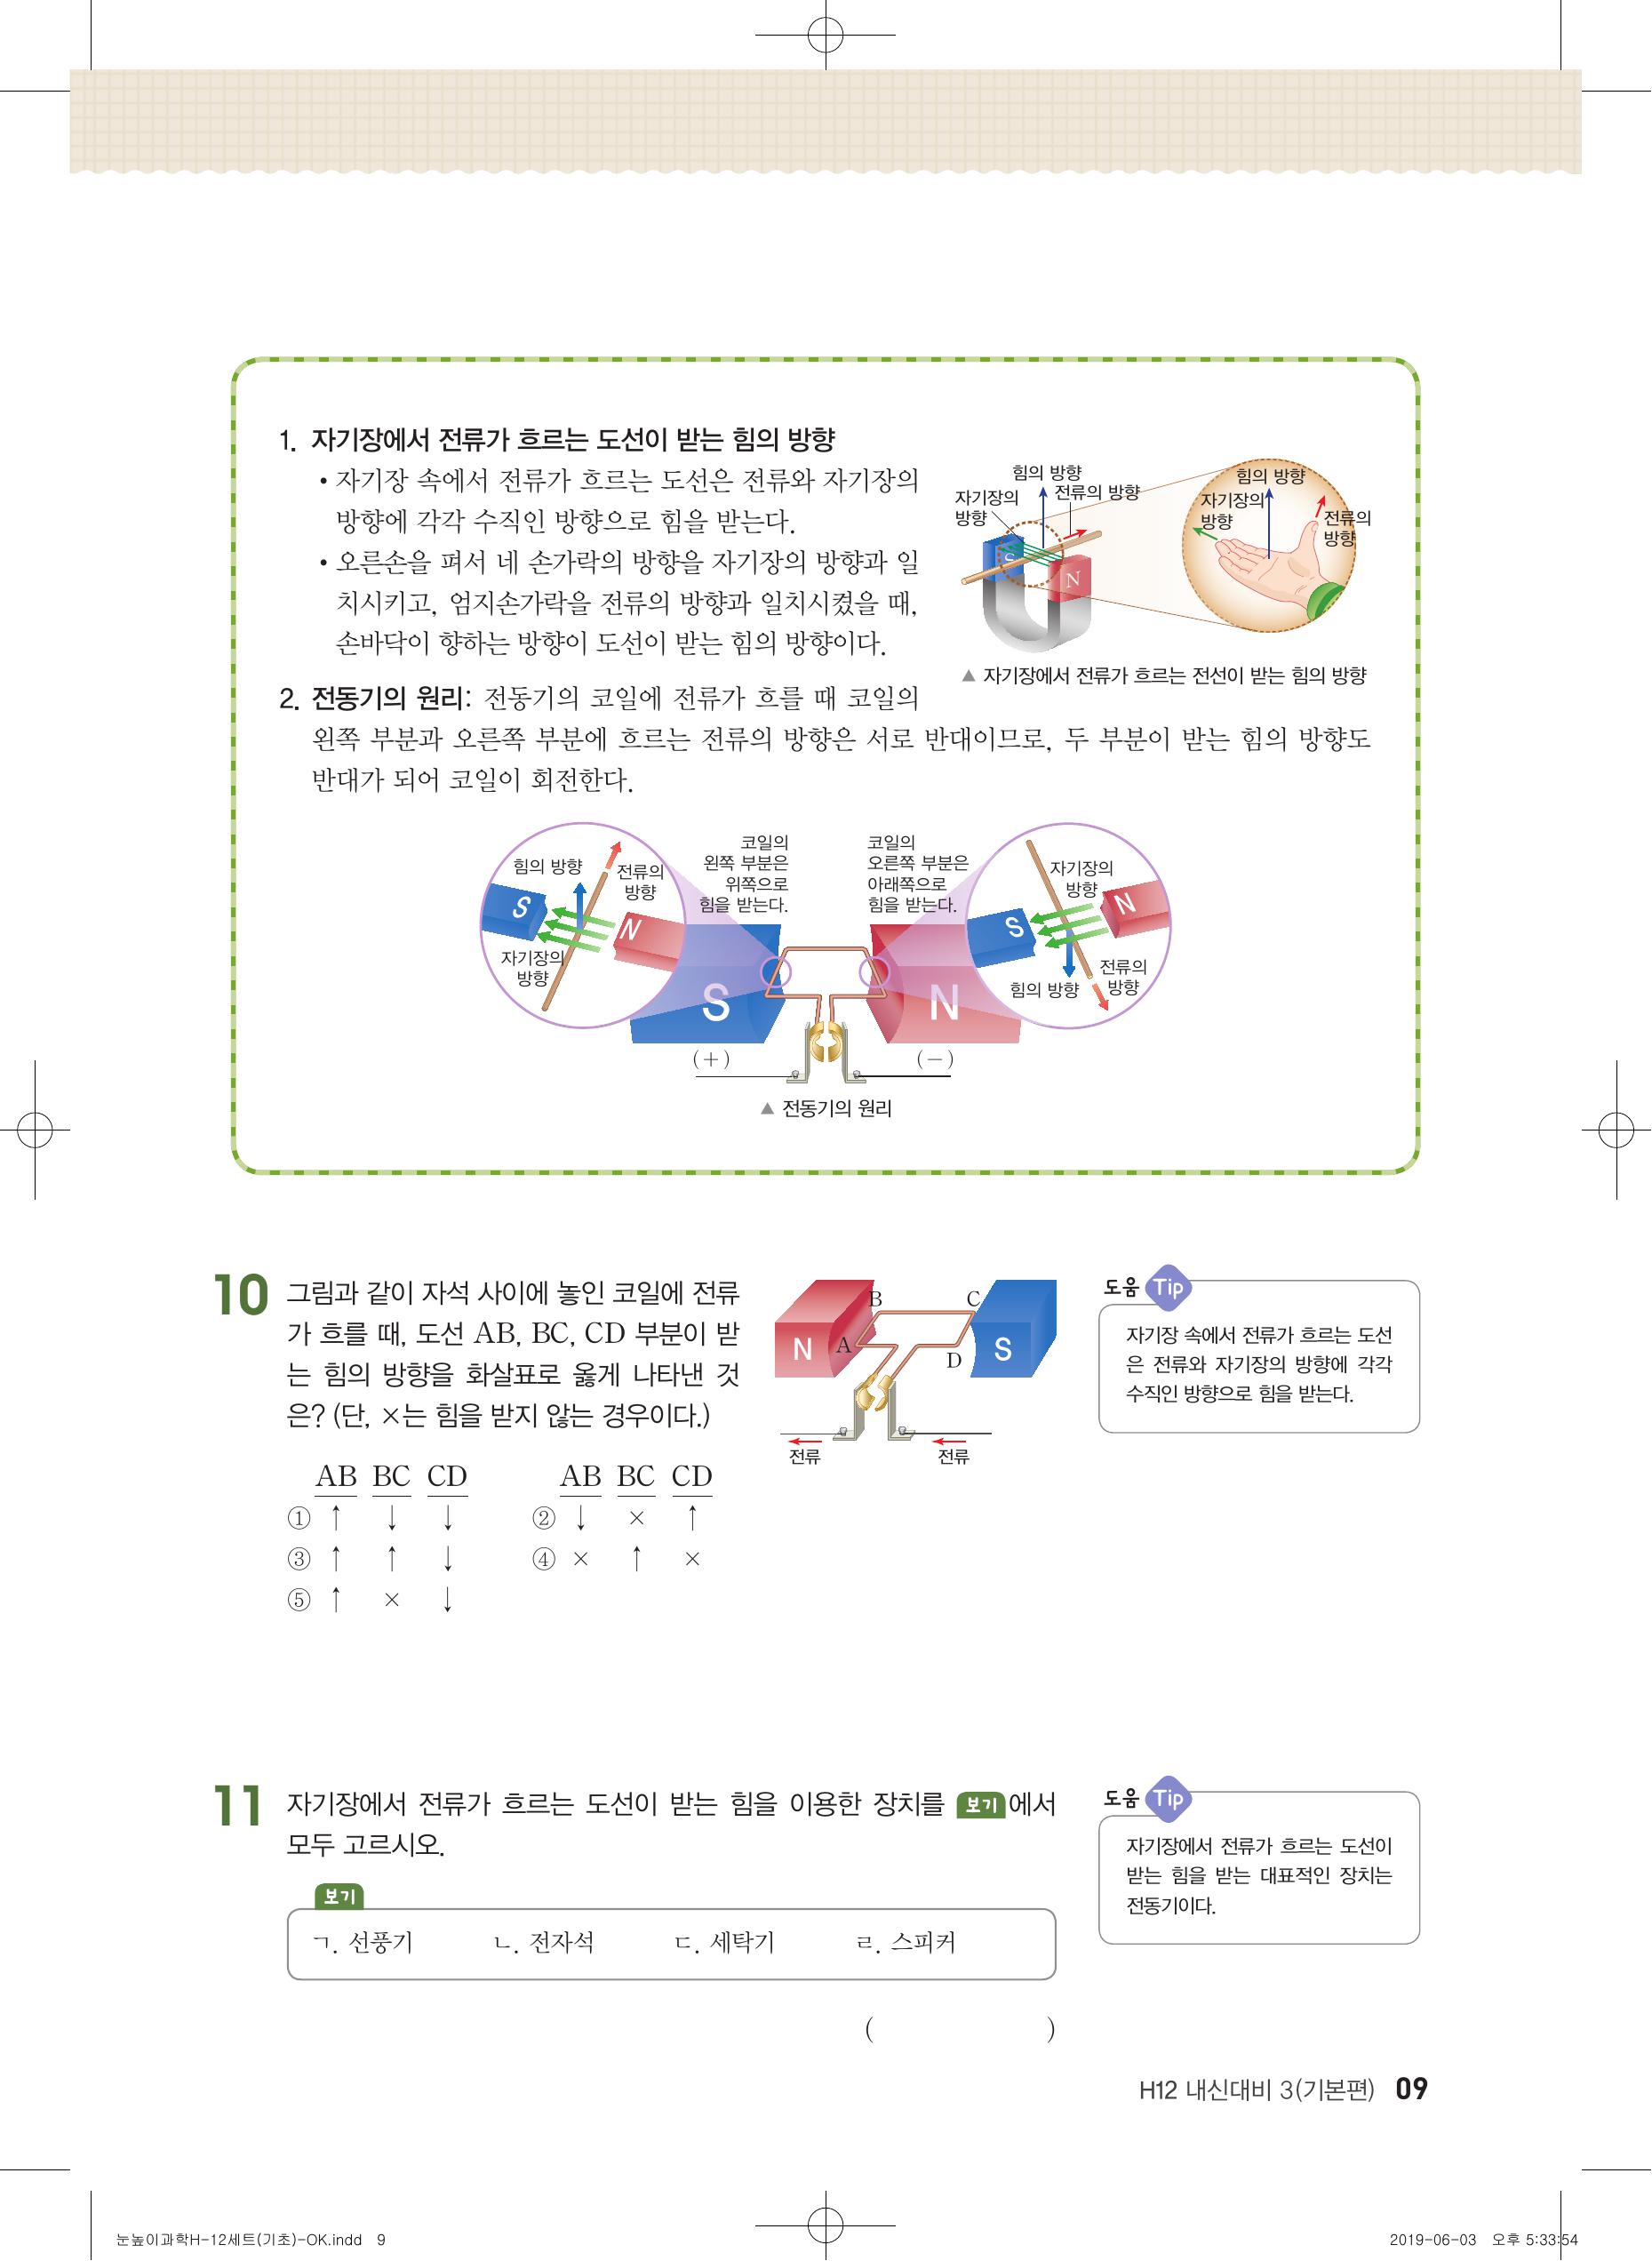 1. 자기장에서 전류가 흐르는 도선이 받는 힘의 방향
• 자기장 속에서 전류가 흐르는 도선은 전류와 자기장의
방향에 각각 수직인 방향으로 힘을 받는다.
• 오른손을 펴서 네 손가락의 방향을 자기장의 방향과 일
치시키고, 엄지손가락을 전류의 방향과 일치시켰을 때,
손바닥이 향하는 방향이 도선이 받는 힘의 방향이다.
힘의 방향
자기장의
방향
전류의 방향
S
N
힘의 방향
자기장의
방향
전류의
방향
▲ 자기장에서 전류가 흐르는 전선이 받는 힘의 방향
2. 전동기의 원리: 전동기의 코일에 전류가 흐를 때 코일의
왼쪽 부분과 오른쪽 부분에 흐르는 전류의 방향은 서로 반대이므로, 두 부분이 받는 힘의 방향도
반대가 되어 코일이 회전한다.
힘의 방향
전류의
방향
S
N
자기장의
방향
코일의
왼쪽 부분은
위쪽으로
힘을 받는다.
코일의
오른쪽 부분은
아래쪽으로
힘을 받는다.
자기장의
방향
S
N
힘의 방향
전류의
방향
S
N
(+)
(-)
▲ 전동기의 원리
10 그림과 같이 자석 사이에 놓인 코일에 전류
가 흐를 때, 도선 AB, BC, CD 부분이 받
는 힘의 방향을 화살표로 옳게 나타낸 것
은? (단, ×는 힘을 받지 않는 경우이다.)
AB BC CD
AB BC CD
① ↑ ↓ ↓
② ↓ × ↑
③ ↑ ↑ ↓
④ × ↑ ×
⑤ ↑ × ↓
B
C
N
A
D
S
전류
전류
도움 Tip
자기장 속에서 전류가 흐르는 도선
은 전류와 자기장의 방향에 각각
수직인 방향으로 힘을 받는다.
11 자기장에서 전류가 흐르는 도선이 받는 힘을 이용한 장치를 보기 에서
모두 고르시오.
보기
ㄱ. 선풍기 ㄴ. 전자석 ㄷ. 세탁기 ㄹ. 스피커
( )
도움 Tip
자기장에서 전류가 흐르는 도선이
받는 힘을 받는 대표적인 장치는
전동기이다.
H12 내신대비 3(기본편) 09
눈높이과학H-12세트(기초)-OK.indd 9
2019-06-03 오후 5:33:54